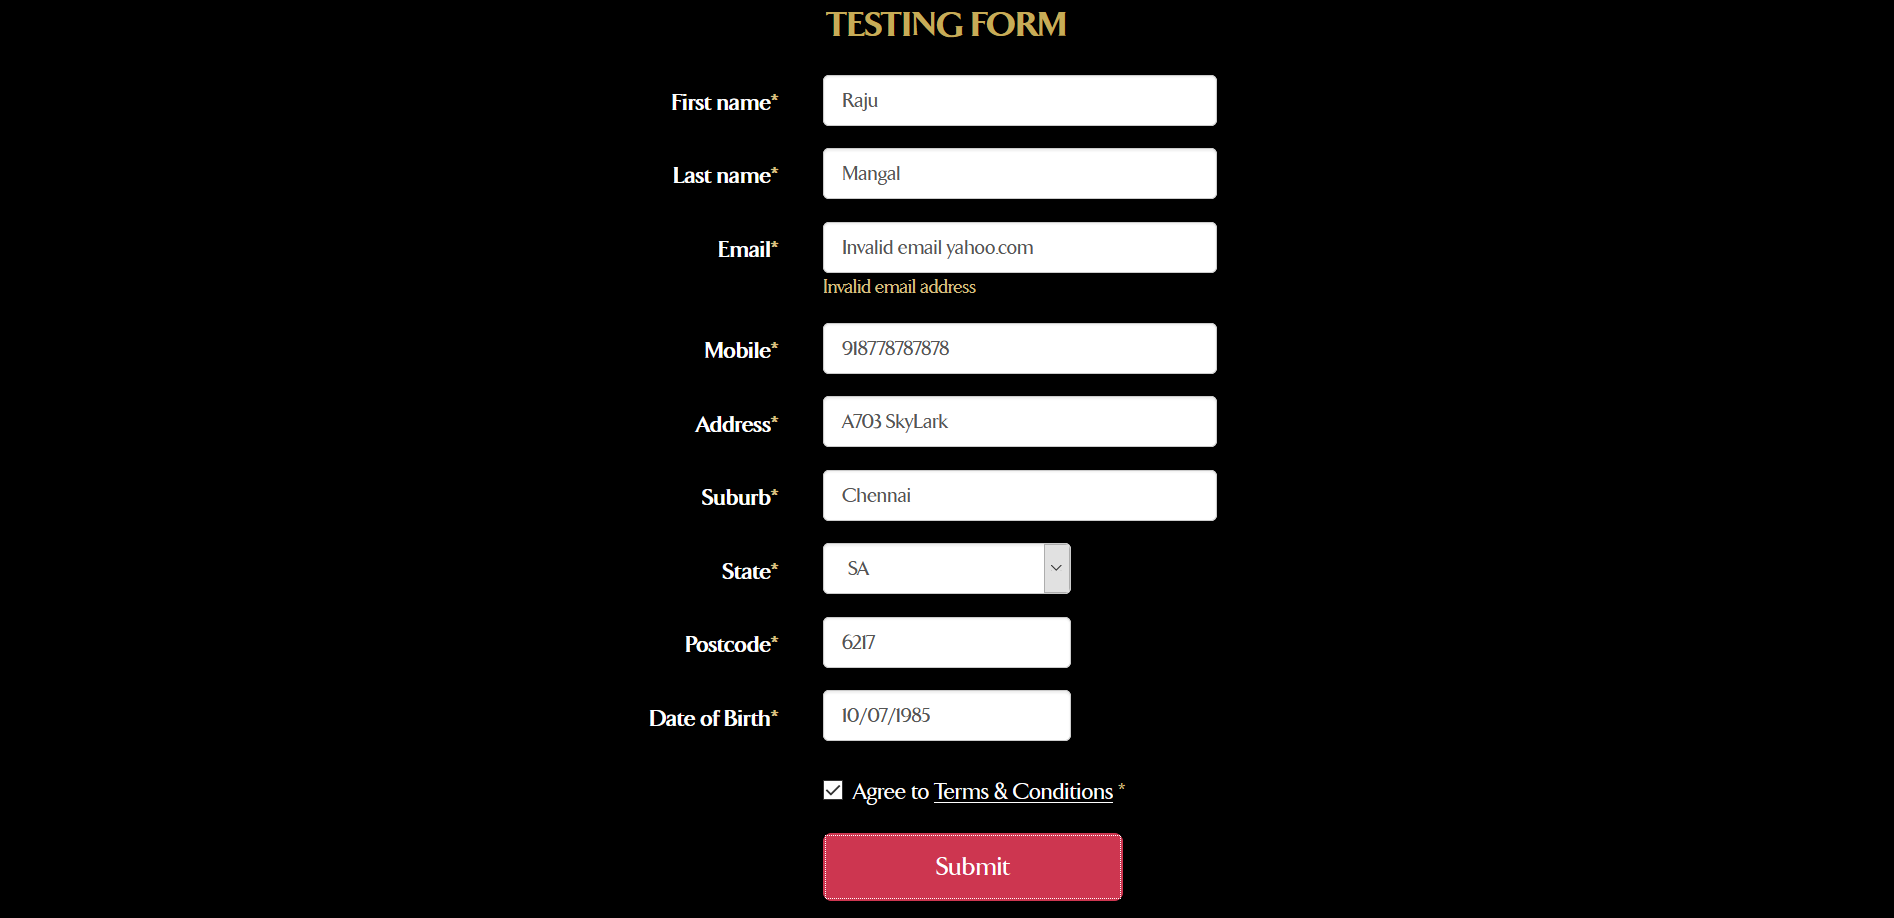 TESTING FORM
First name* Raju
Last name* Mangal
Email* Invalid email yahoo.com
Invalid email address
Mobile* 918778787878
Address* A703 SkyLark
Suburb* Chennai
State* SA
Postcode* 6217
Date of Birth* 10/07/1985
Agree to Terms & Conditions *
Submit